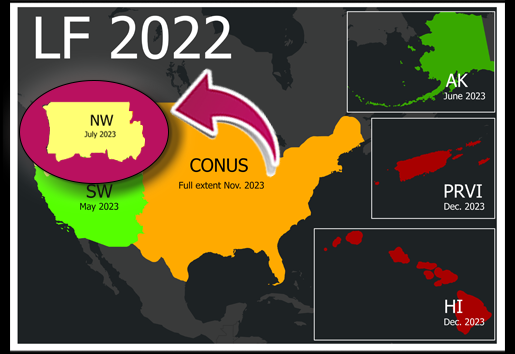 LF 2022
NW
July 2023
SW
May 2023
CONUS
Full extent Nov. 2023
AK
June 2023
PRVI
Dec. 2023
HI
Dec. 2023